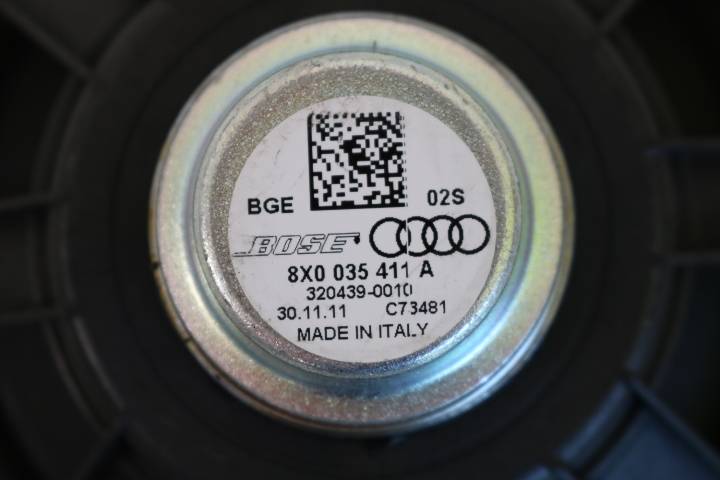 BGE 02S
BOSE
8X0 035 411 A
320439-0010
30.11.11 C73481
MADE IN ITALY